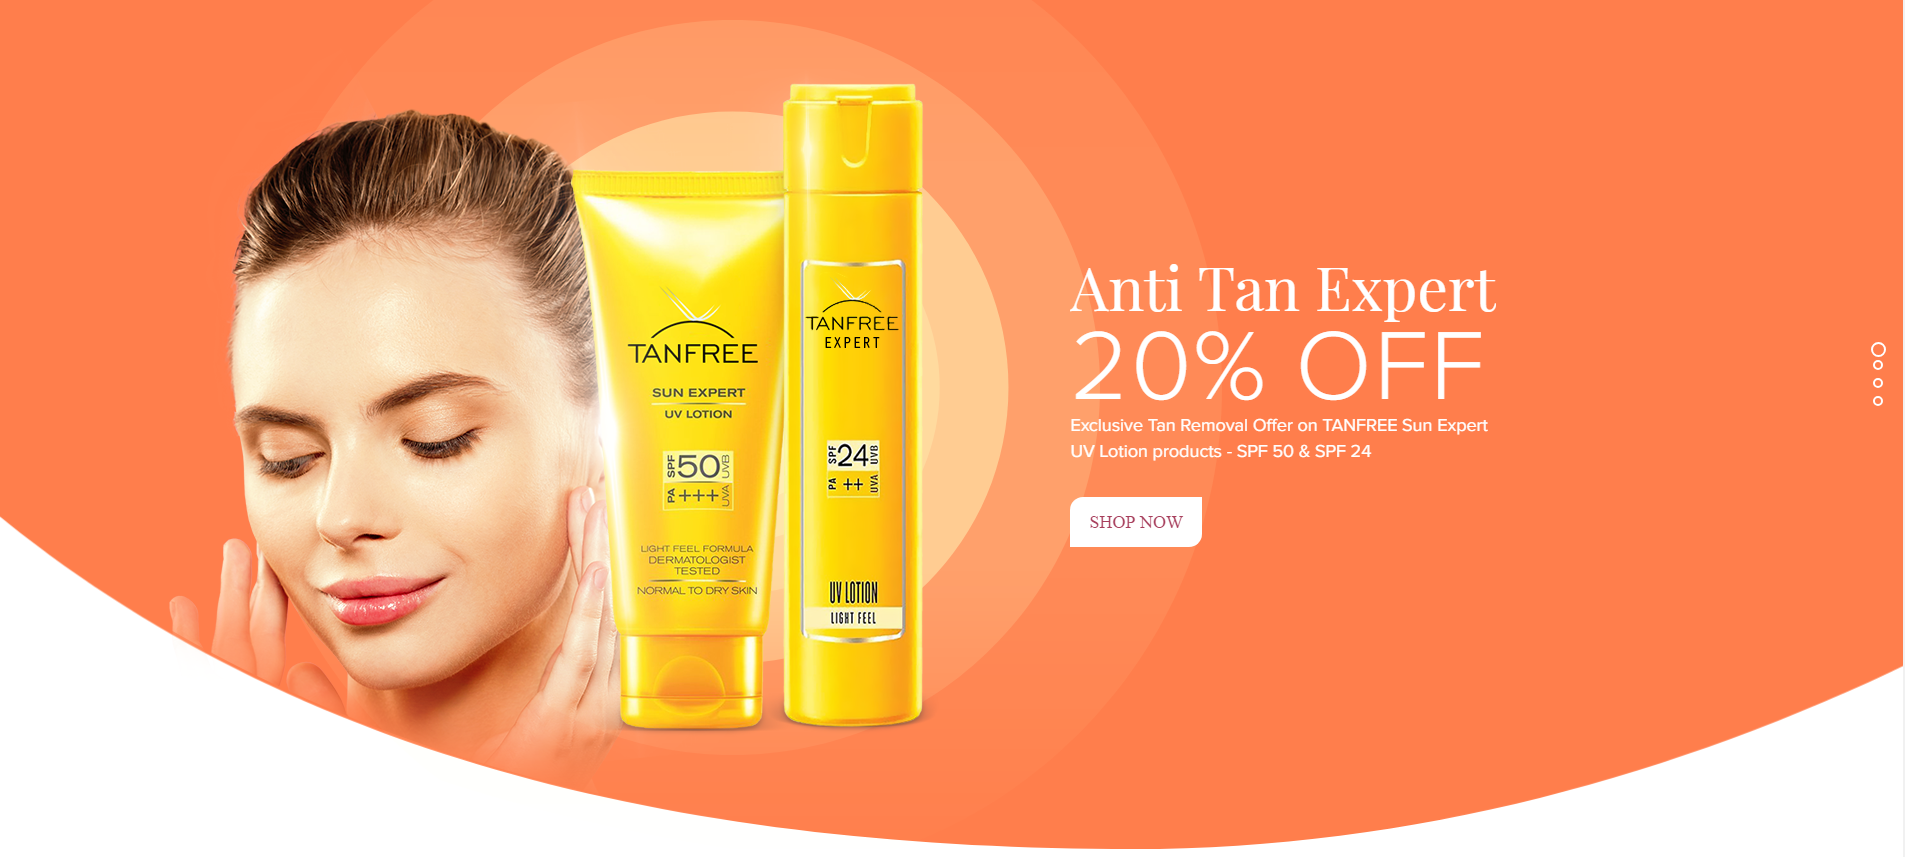 TANFREE
SUN EXPERT
UV LOTION
SPF 50 UVB
PA +++ UVA
LIGHT FEEL FORMULA
DERMATOLOGIST
TESTED
NORMAL TO DRY SKIN
TANFREE
EXPERT
SPF 24 UVB
PA ++ UVA
UV LOTION
LIGHT FEEL
Anti Tan Expert
20% OFF
Exclusive Tan Removal Offer on TANFREE Sun Expert
UV Lotion products - SPF 50 & SPF 24
SHOP NOW